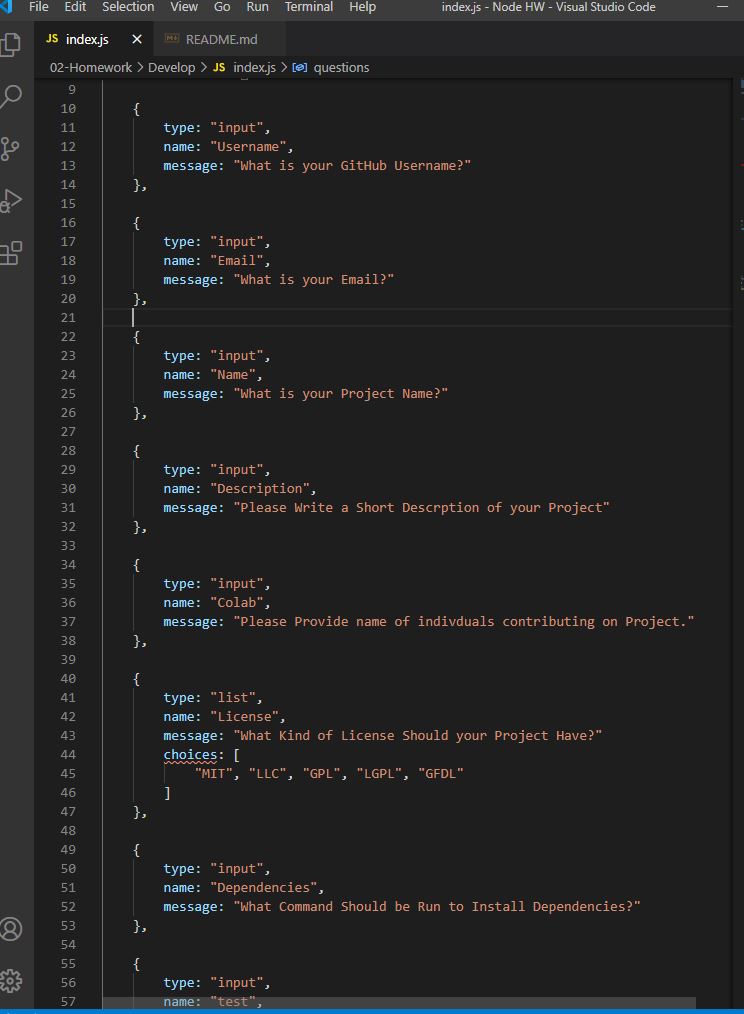 File Edit Selection View Go Run Terminal Help index.js - Node HW - Visual Studio Code
JS index.js × README.md
02-Homework > Develop > JS index.js > questions
9
10 {
11 type: "input",
12 name: "Username",
13 message: "What is your GitHub Username?"
14 },
15
16 {
17 type: "input",
18 name: "Email",
19 message: "What is your Email?"
20 },
21
22 {
23 type: "input",
24 name: "Name",
25 message: "What is your Project Name?"
26 },
27
28 {
29 type: "input",
30 name: "Description",
31 message: "Please Write a Short Descrption of your Project"
32 },
33
34 {
35 type: "input",
36 name: "Colab",
37 message: "Please Provide name of indivduals contributing on Project."
38 },
39
40 {
41 type: "list",
42 name: "License",
43 message: "What Kind of License Should your Project Have?"
44 choices: [
45 "MIT", "LLC", "GPL", "LGPL", "GFDL"
46 ]
47 },
48
49 {
50 type: "input",
51 name: "Dependencies",
52 message: "What Command Should be Run to Install Dependencies?"
53 },
54
55 {
56 type: "input",
57 name: "test",